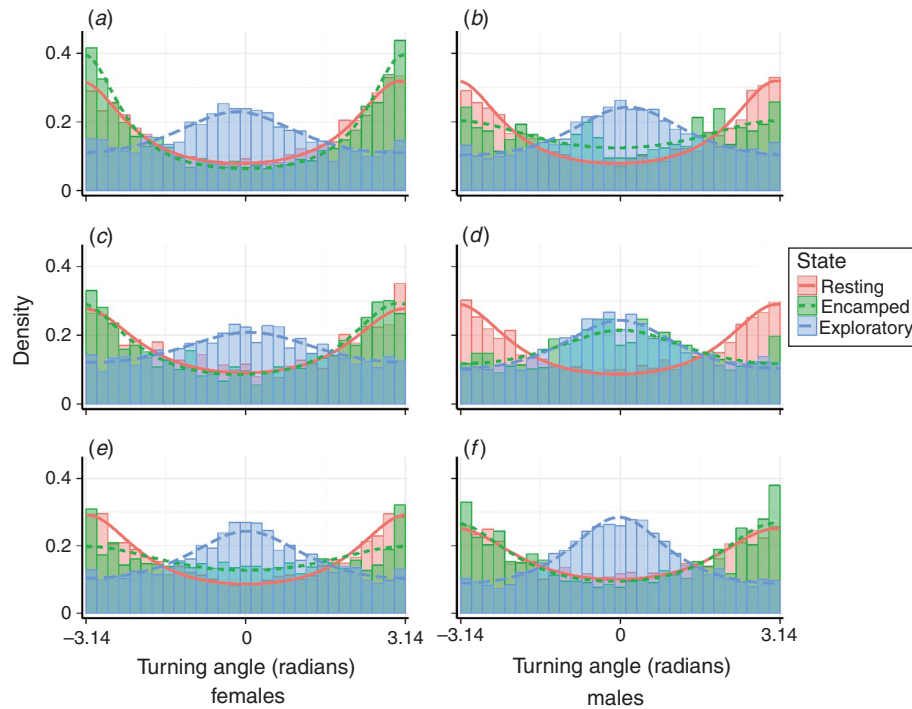 (a)
(b)
0.4
0.2
0
(c)
(d)
0.4
0.2
0
Density
State
Resting
Encamped
Exploratory
(e)
(f)
0.4
0.2
0
−3.14 0 3.14
−3.14 0 3.14
Turning angle (radians)
females
Turning angle (radians)
males